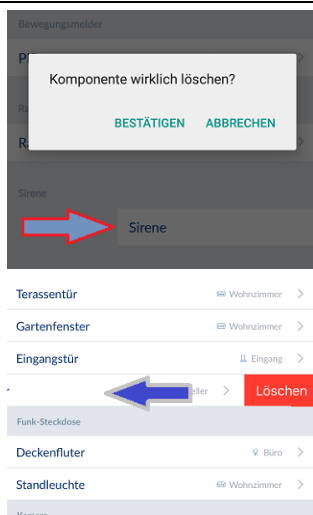 Bewegungsmelder
Komponente wirklich löschen?
BESTÄTIGEN ABBRECHEN
Sirene
Sirene
Terassentür Wohnzimmer
Gartenfenster Wohnzimmer
Eingangstür Eingang
Löschen
Funk-Steckdose
Deckenfluter Büro
Standleuchte Wohnzimmer